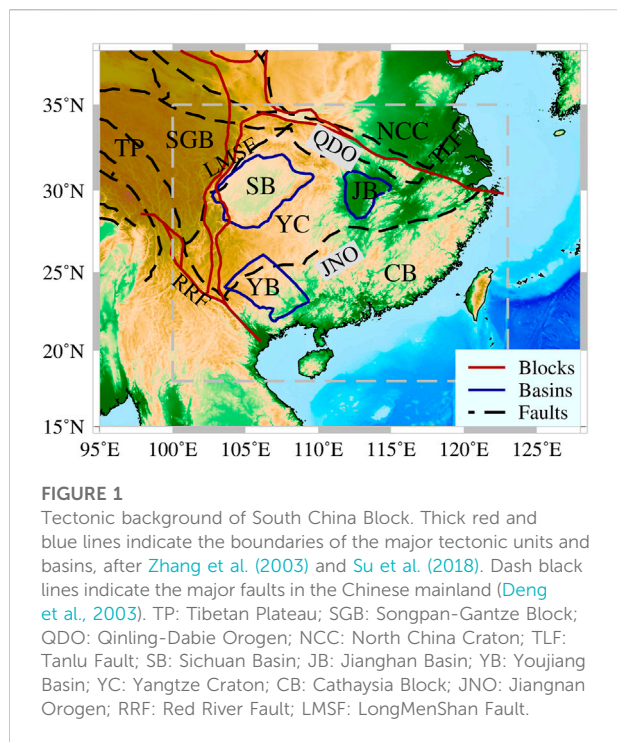 35°N
30°N
25°N
20°N
15°N
95°E 100°E 105°E 110°E 115°E 120°E 125°E
TP
SGB
LMSF
QDO
NCC
TLF
SB
JB
YC
JNO
YB
RRF
CB
Blocks
Basins
Faults
FIGURE 1
Tectonic background of South China Block. Thick red and
blue lines indicate the boundaries of the major tectonic units and
basins, after Zhang et al. (2003) and Su et al. (2018). Dash black
lines indicate the major faults in the Chinese mainland (Deng
et al., 2003). TP: Tibetan Plateau; SGB: Songpan-Gantze Block;
QDO: Qinling-Dabie Orogen; NCC: North China Craton; TLF:
Tanlu Fault; SB: Sichuan Basin; JB: Jianghan Basin; YB: Youjiang
Basin; YC: Yangtze Craton; CB: Cathaysia Block; JNO: Jiangnan
Orogen; RRF: Red River Fault; LMSF: LongMenShan Fault.